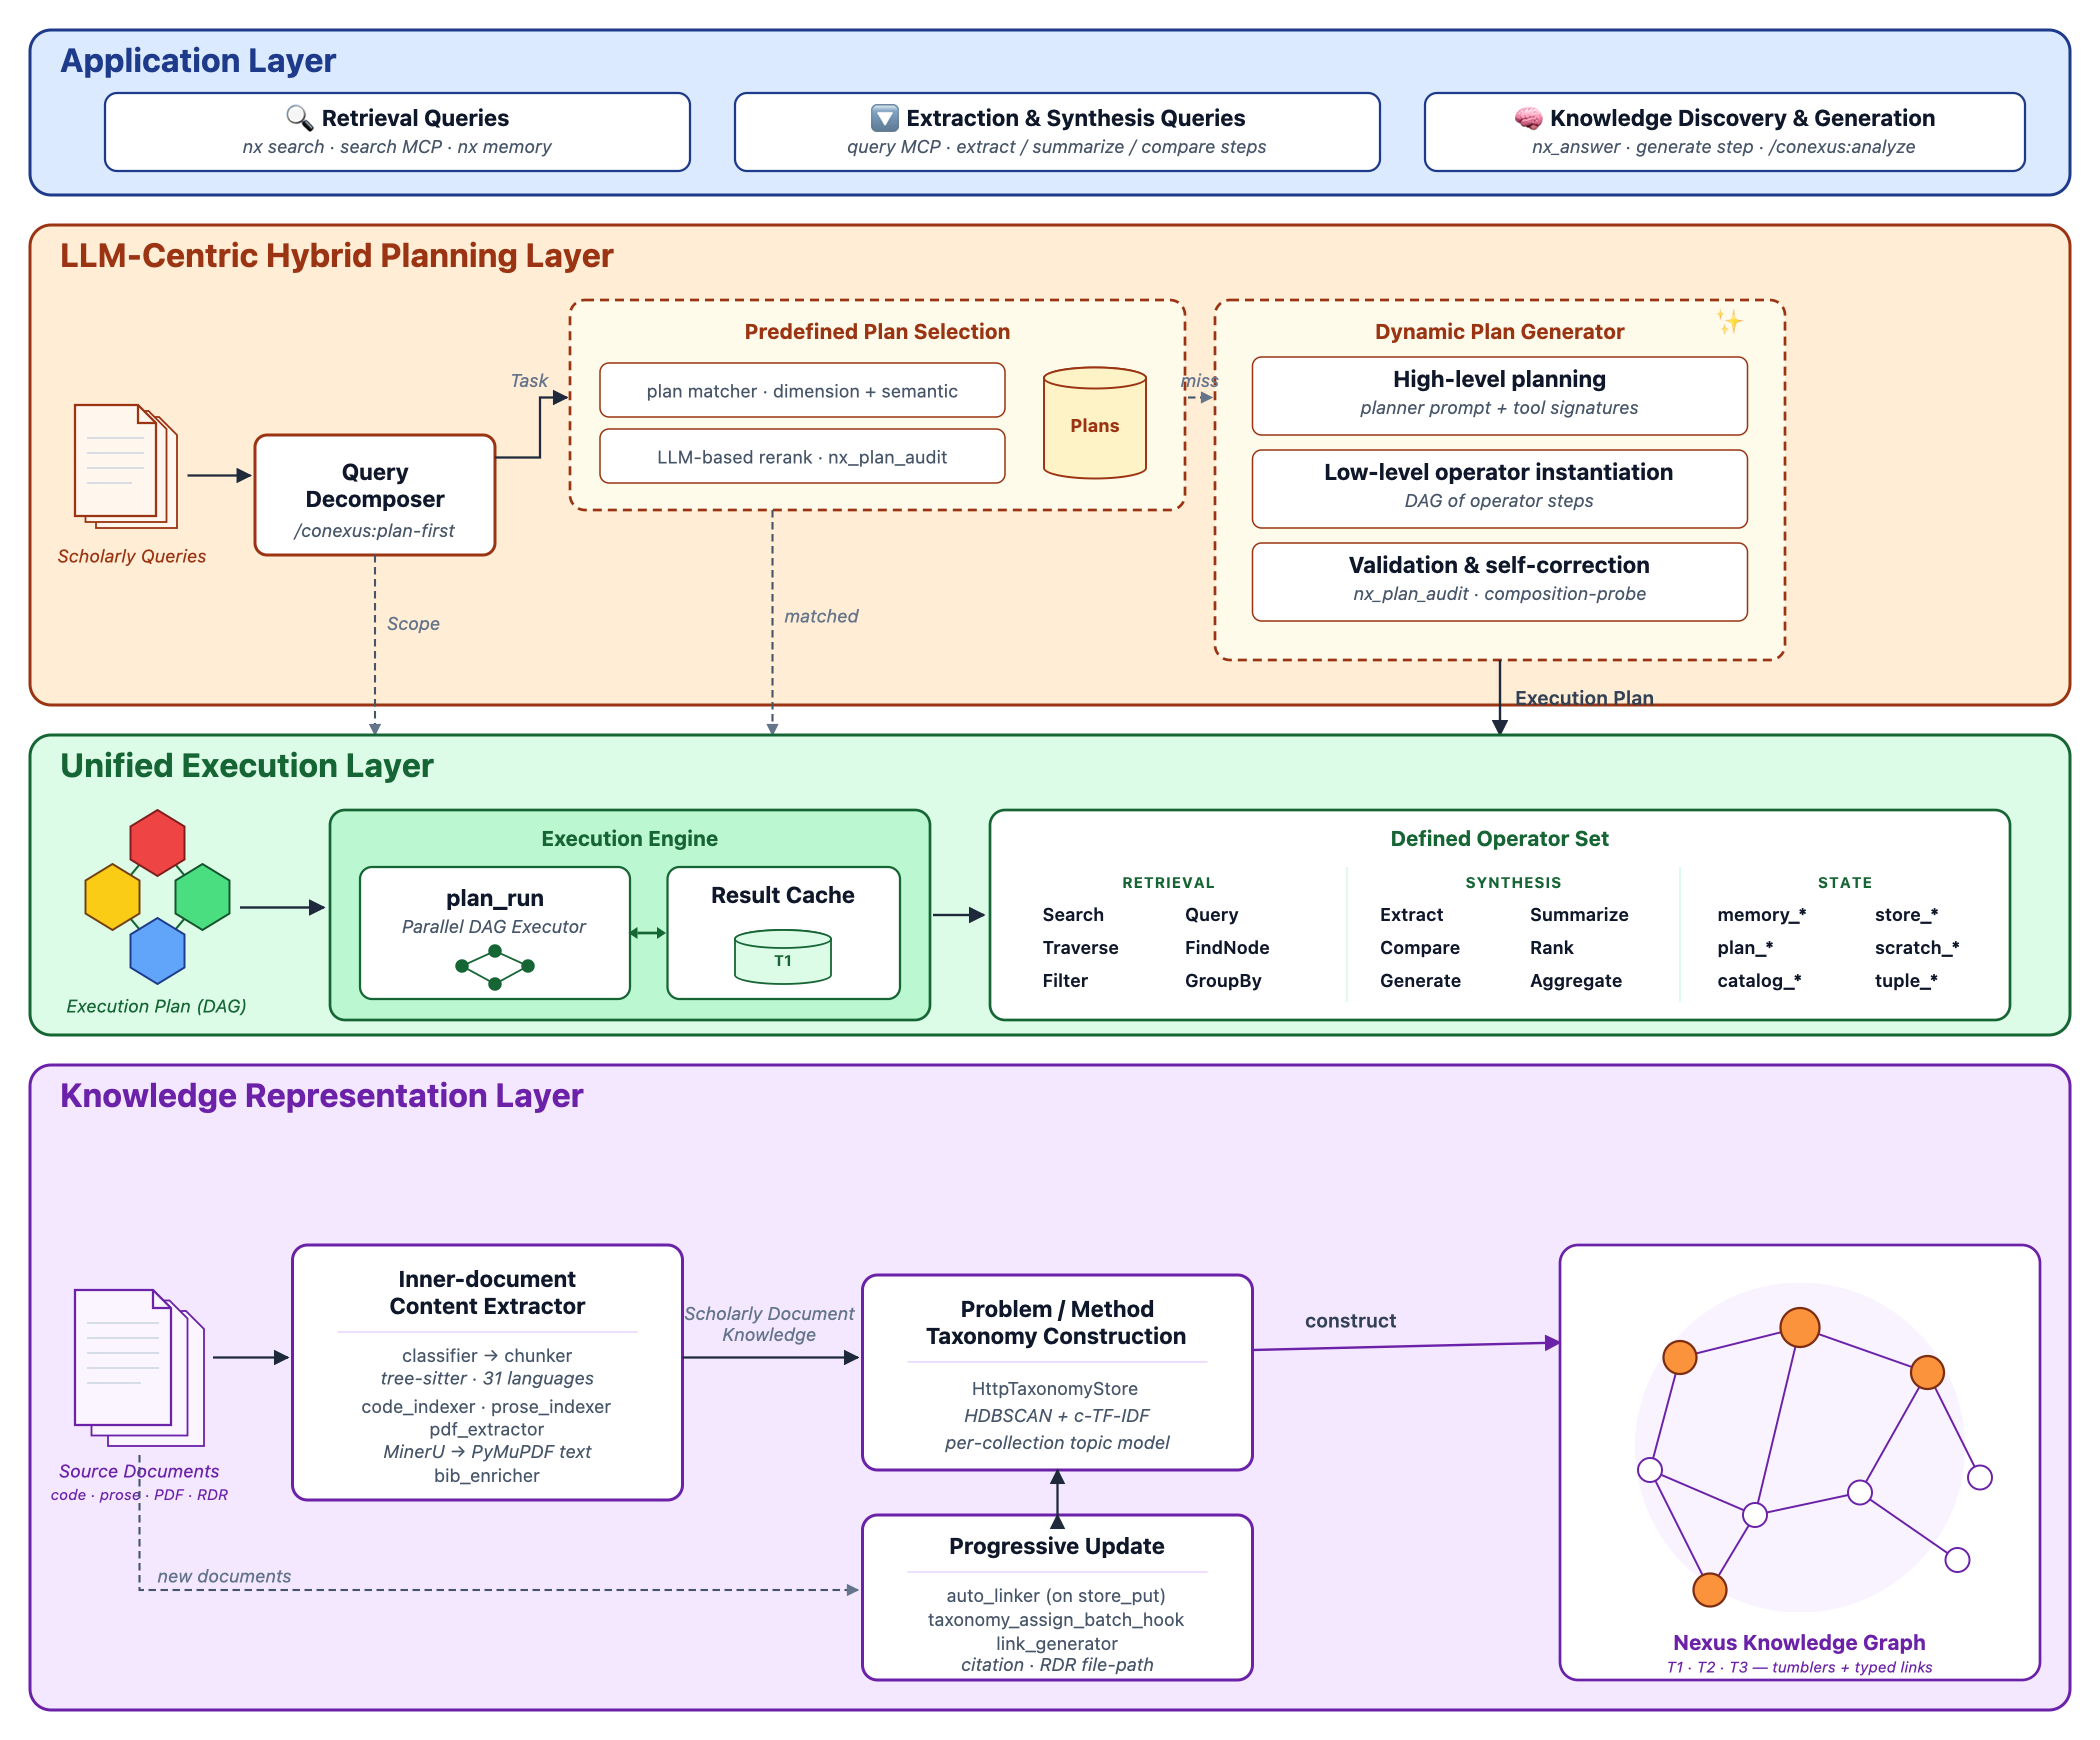 Application Layer
🔍 Retrieval Queries
nx search · search MCP · nx memory
🔽 Extraction & Synthesis Queries
query MCP · extract / summarize / compare steps
🧠 Knowledge Discovery & Generation
nx_answer · generate step · /conexus:analyze
LLM-Centric Hybrid Planning Layer
Scholarly Queries
Query
Decomposer
/conexus:plan-first
Task
Scope
Predefined Plan Selection
plan matcher · dimension + semantic
LLM-based rerank · nx_plan_audit
Plans
matched
miss
Dynamic Plan Generator
High-level planning
planner prompt + tool signatures
Low-level operator instantiation
DAG of operator steps
Validation & self-correction
nx_plan_audit · composition-probe
Execution Plan
Unified Execution Layer
Execution Plan (DAG)
Execution Engine
plan_run
Parallel DAG Executor
Result Cache
T1
Defined Operator Set
RETRIEVAL
Search Query
Traverse FindNode
Filter GroupBy
SYNTHESIS
Extract Summarize
Compare Rank
Generate Aggregate
STATE
memory_* store_*
plan_* scratch_*
catalog_* tuple_*
Knowledge Representation Layer
Source Documents
code · prose · PDF · RDR
new documents
Inner-document
Content Extractor
classifier → chunker
tree-sitter · 31 languages
code_indexer · prose_indexer
pdf_extractor
MinerU → PyMuPDF text
bib_enricher
Scholarly Document
Knowledge
Problem / Method
Taxonomy Construction
HttpTaxonomyStore
HDBSCAN + c-TF-IDF
per-collection topic model
Progressive Update
auto_linker (on store_put)
taxonomy_assign_batch_hook
link_generator
citation · RDR file-path
construct
Nexus Knowledge Graph
T1 · T2 · T3 — tumblers + typed links